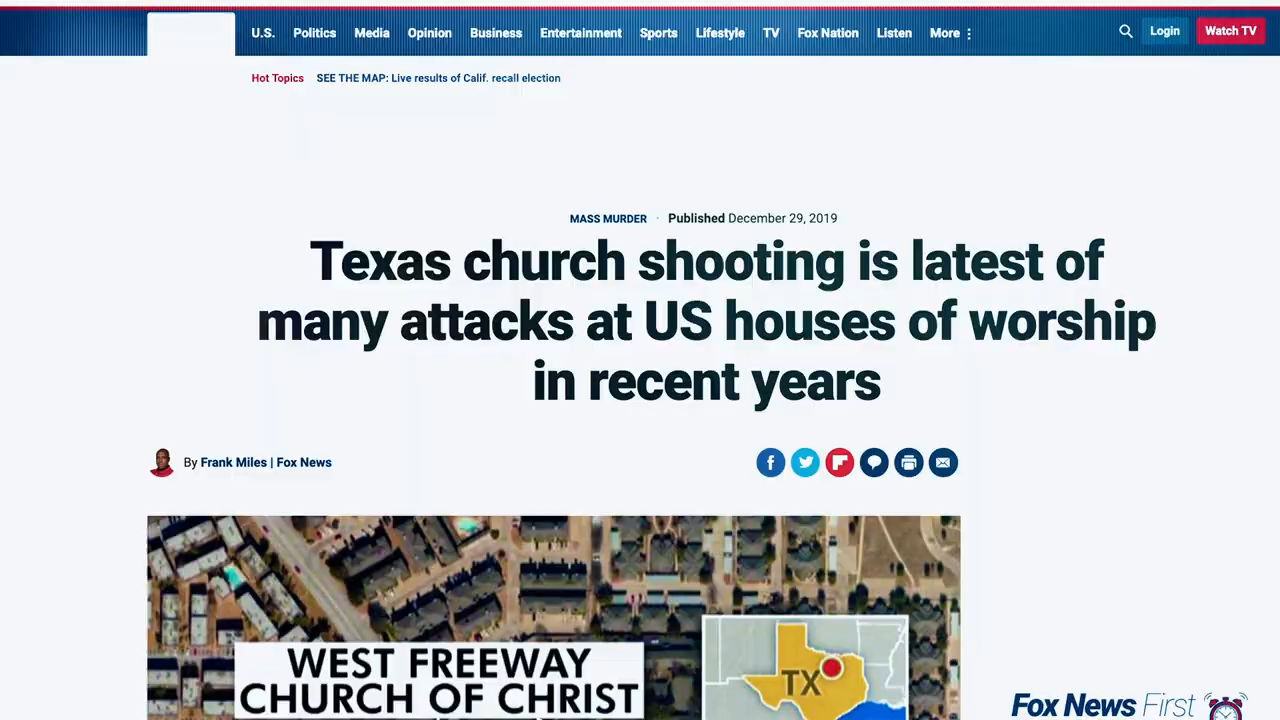 U.S. Politics Media Opinion Business Entertainment Sports Lifestyle TV Fox Nation Listen More Login Watch TV
Hot Topics SEE THE MAP: Live results of Calif. recall election
MASS MURDER · Published December 29, 2019
Texas church shooting is latest of
many attacks at US houses of worship
in recent years
By Frank Miles | Fox News
WEST FREEWAY
CHURCH OF CHRIST
TX
Fox News First